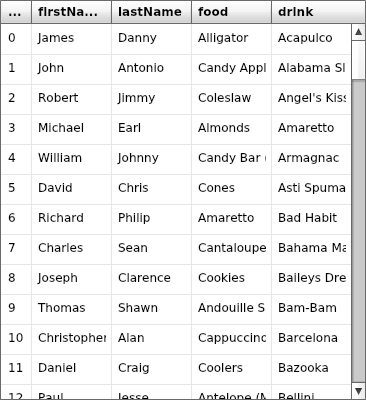 ... firstNa... lastName food drink
0 James Danny Alligator Acapulco
1 John Antonio Candy Appl Alabama Sl
2 Robert Jimmy Coleslaw Angel's Kiss
3 Michael Earl Almonds Amaretto
4 William Johnny Candy Bar ( Armagnac
5 David Chris Cones Asti Spuma
6 Richard Philip Amaretto Bad Habit
7 Charles Sean Cantaloupe Bahama Ma
8 Joseph Clarence Cookies Baileys Dre
9 Thomas Shawn Andouille S Bam-Bam
10 Christopher Alan Cappuccino Barcelona
11 Daniel Craig Coolers Bazooka
12 Paul Jesse Antelope (M Bellini